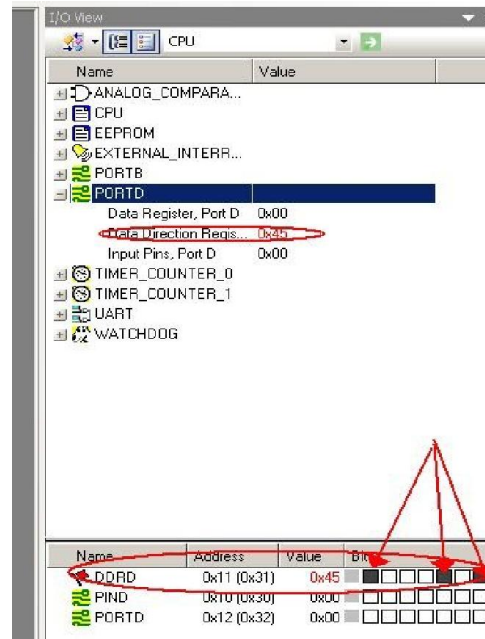 I/O View
CPU
Name Value
ANALOG_COMPARA...
CPU
EEPROM
EXTERNAL_INTERR...
PORTB
PORTD
Data Register, Port D 0x00
Data Direction Regis... 0x45
Input Pins, Port D 0x00
TIMER_COUNTER_0
TIMER_COUNTER_1
UART
WATCHDOG
Name Address Value Bits
DDRD 0x11 (0x31) 0x45
PIND 0x10 (0x30) 0x00
PORTD 0x12 (0x32) 0x00